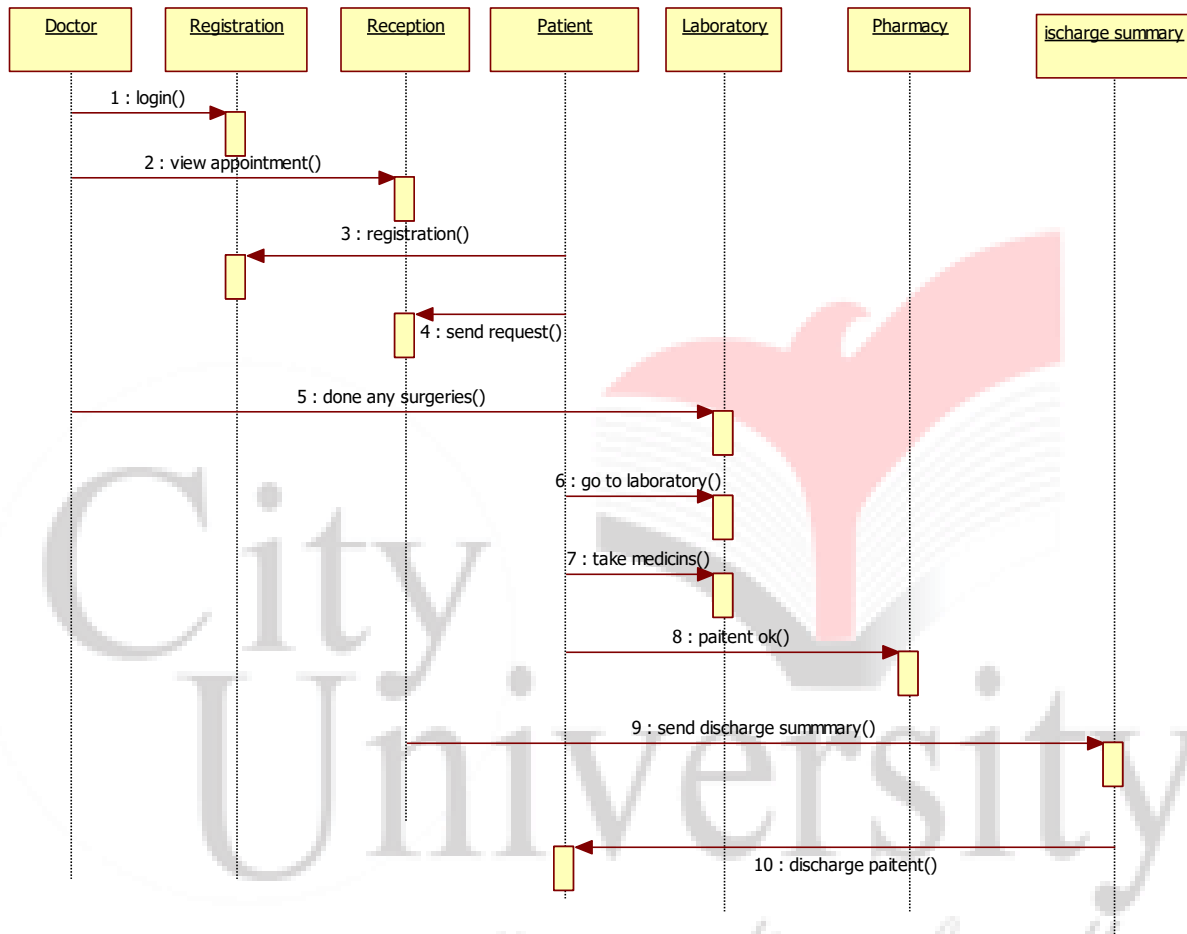 Doctor
Registration
Reception
Patient
Laboratory
Pharmacy
ischarge summary
1 : login()
2 : view appointment()
3 : registration()
4 : send request()
5 : done any surgeries()
6 : go to laboratory()
7 : take medicins()
8 : paitent ok()
9 : send discharge summmary()
10 : discharge paitent()
City
University